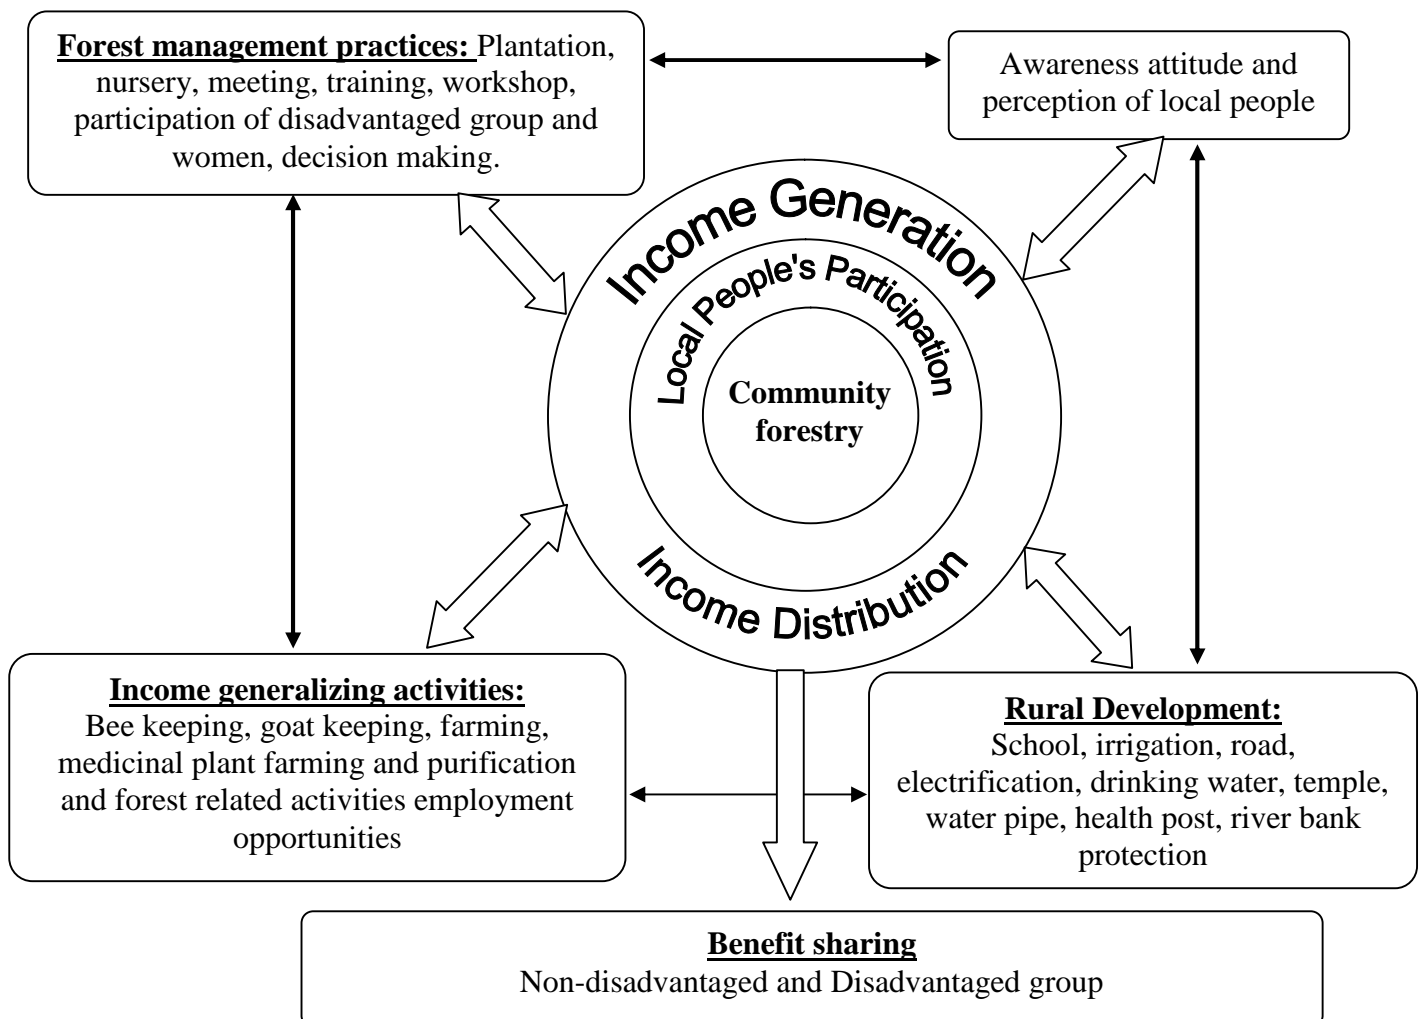 Forest management practices: Plantation,
nursery, meeting, training, workshop,
participation of disadvantaged group and
women, decision making.
Awareness attitude and
perception of local people
Income Generation
Local People's Participation
Community
forestry
Income Distribution
Income generalizing activities:
Bee keeping, goat keeping, farming,
medicinal plant farming and purification
and forest related activities employment
opportunities
Rural Development:
School, irrigation, road,
electrification, drinking water, temple,
water pipe, health post, river bank
protection
Benefit sharing
Non-disadvantaged and Disadvantaged group